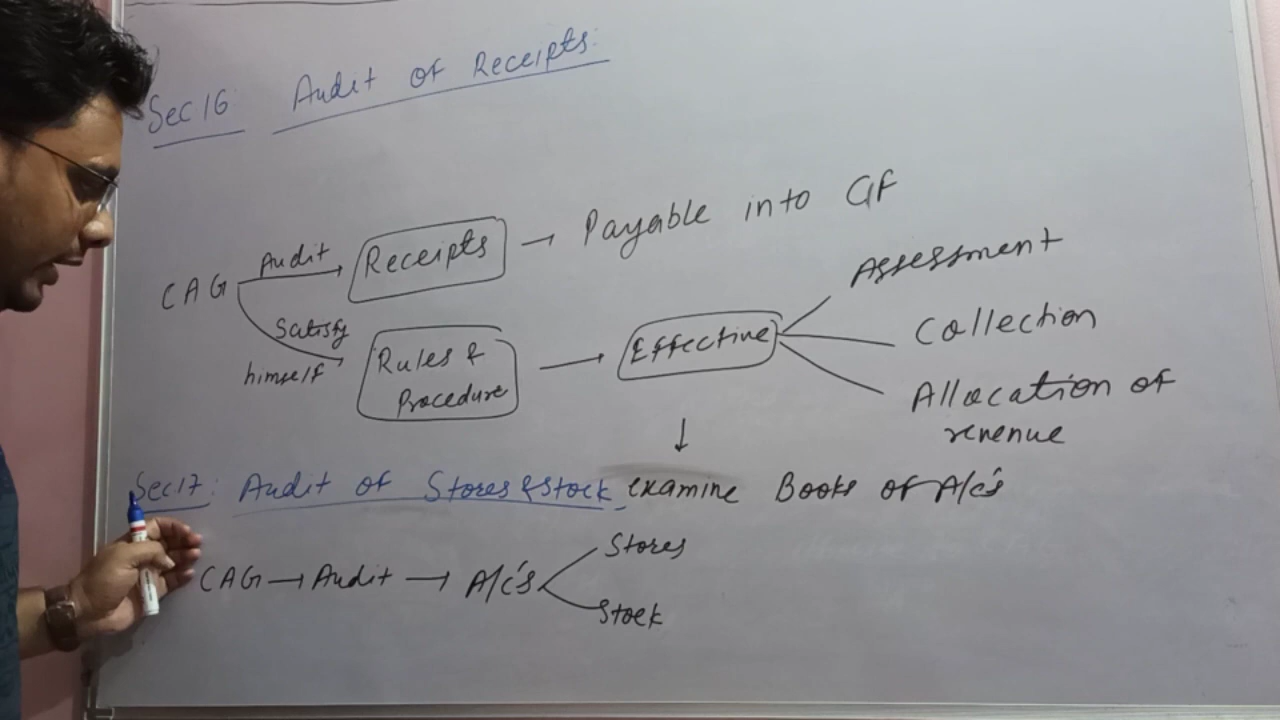 Sec 16: Audit of Receipts:
CAG Audit Receipts → Payable into CF
Satisfy himself Rules & Procedure → Effective
Assessment
Collection
Allocation of revenue
↓
Sec 17: Audit of Stores & Stock examine Books of A/c's
CAG → Audit → A/c's
Stores
Stock